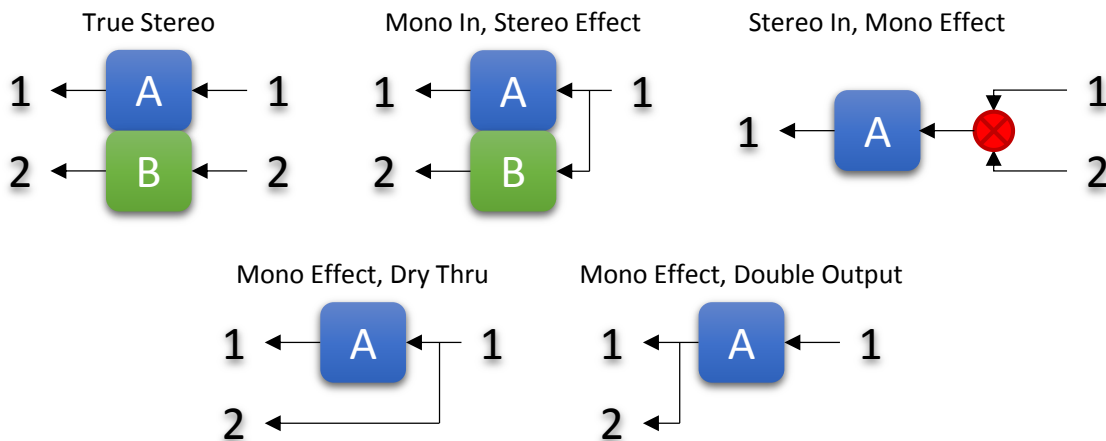 True Stereo
Mono In, Stereo Effect
Stereo In, Mono Effect
1 A 1
2 B 2
1 A 1
2 B
1 A 1
2
Mono Effect, Dry Thru
Mono Effect, Double Output
1 A 1
2
1 A 1
2